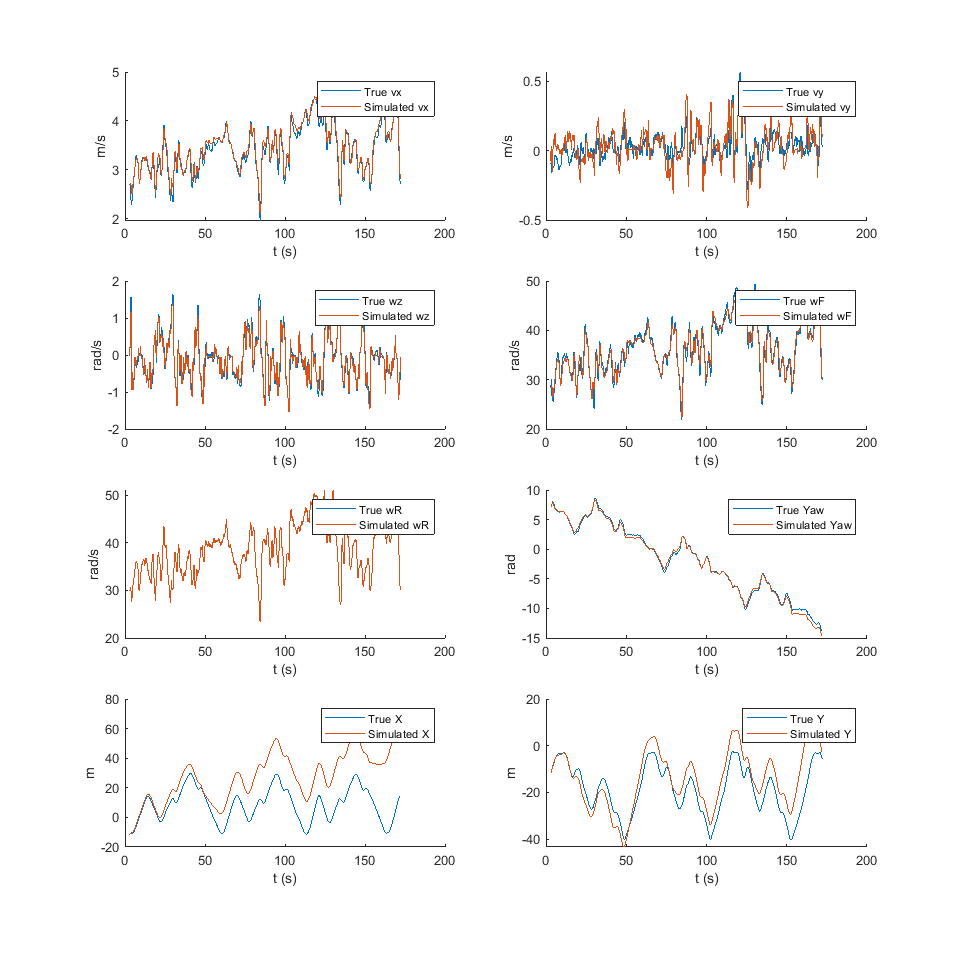 5
4
3
2
m/s
True vx
Simulated vx
0 50 100 150 200
t (s)
0.5
0
-0.5
m/s
True vy
Simulated vy
0 50 100 150 200
t (s)
2
1
0
-1
-2
rad/s
True wz
Simulated wz
0 50 100 150 200
t (s)
50
40
30
20
rad/s
True wF
Simulated wF
0 50 100 150 200
t (s)
50
40
30
20
rad/s
True wR
Simulated wR
0 50 100 150 200
t (s)
10
5
0
-5
-10
-15
rad
True Yaw
Simulated Yaw
0 50 100 150 200
t (s)
80
60
40
20
0
-20
m
True X
Simulated X
0 50 100 150 200
t (s)
20
0
-20
-40
m
True Y
Simulated Y
0 50 100 150 200
t (s)